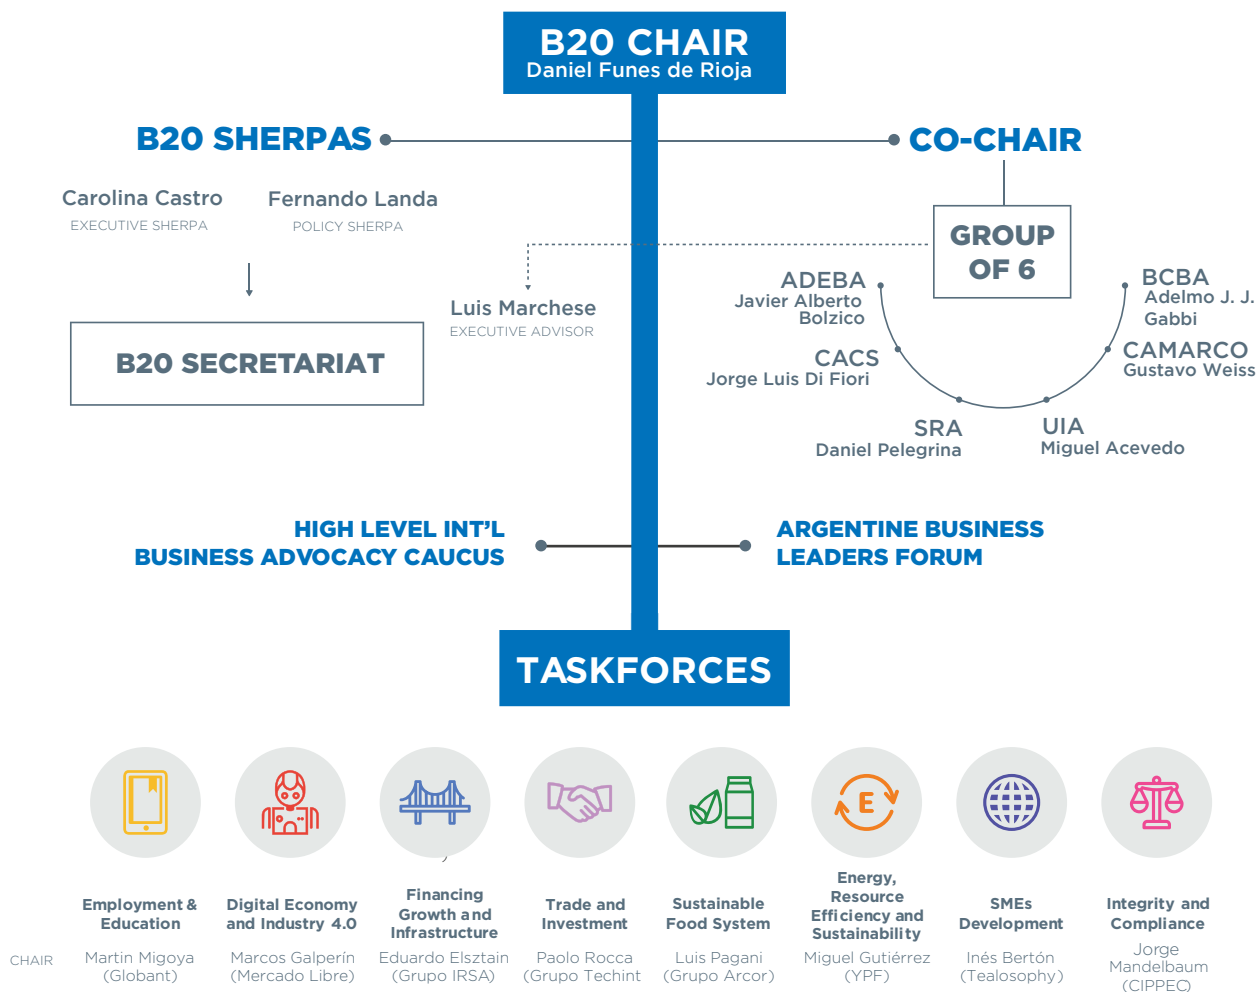 B20 CHAIR
Daniel Funes de Rioja
B20 SHERPAS
CO-CHAIR
Carolina Castro
EXECUTIVE SHERPA
Fernando Landa
POLICY SHERPA
GROUP
OF 6
Luis Marchese
EXECUTIVE ADVISOR
B20 SECRETARIAT
ADEBA
Javier Alberto
Bolzico
CACS
Jorge Luis Di Fiori
SRA
Daniel Pelegrina
UIA
Miguel Acevedo
CAMARCO
Gustavo Weiss
BCBA
Adelmo J. J.
Gabbi
HIGH LEVEL INT'L
BUSINESS ADVOCACY CAUCUS
ARGENTINE BUSINESS
LEADERS FORUM
TASKFORCES
E
Employment &
Education
Digital Economy
and Industry 4.0
Financing
Growth and
Infrastructure
Trade and
Investment
Sustainable
Food System
Energy,
Resource
Efficiency and
Sustainability
SMEs
Development
Integrity and
Compliance
CHAIR
Martin Migoya
(Globant)
Marcos Galperín
(Mercado Libre)
Eduardo Elsztain
(Grupo IRSA)
Paolo Rocca
(Grupo Techint
Luis Pagani
(Grupo Arcor)
Miguel Gutiérrez
(YPF)
Inés Bertón
(Tealosophy)
Jorge
Mandelbaum
(CIPPEC)